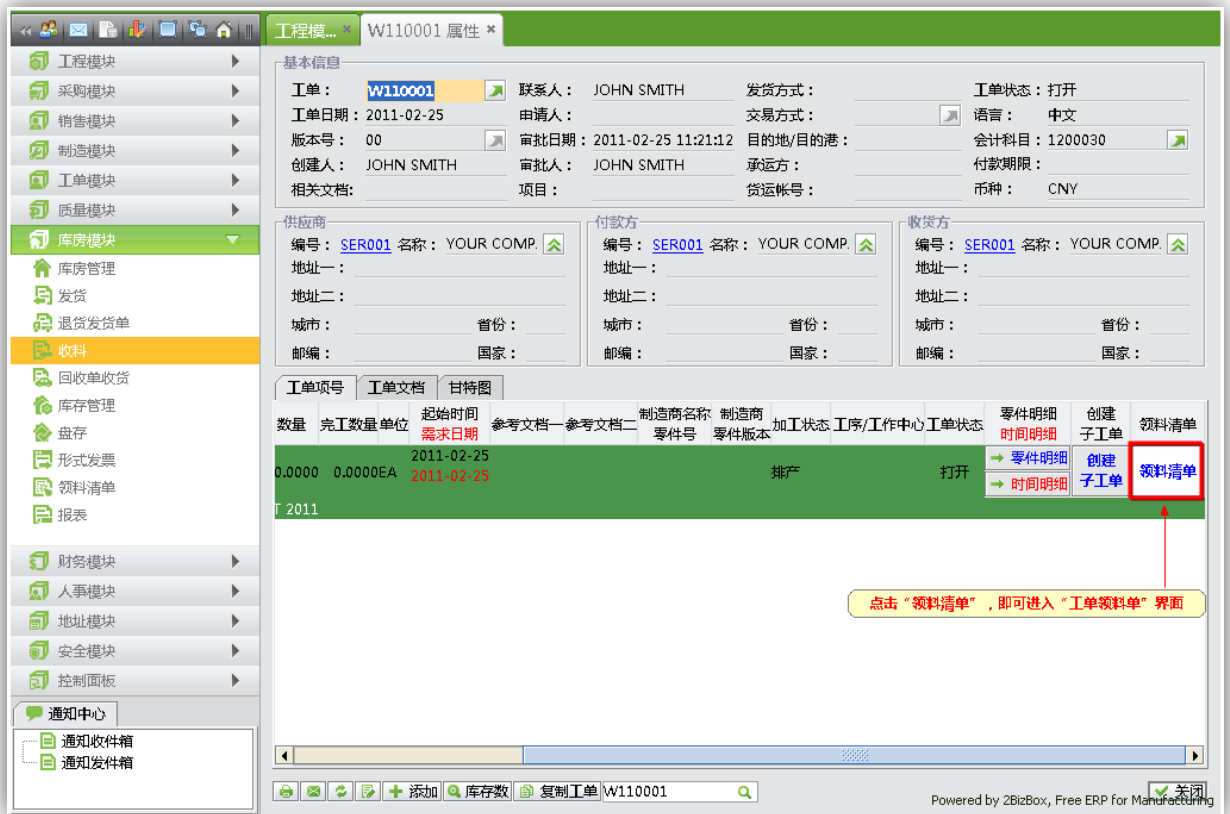 工程模... W110001 属性
工程模块
采购模块
销售模块
制造模块
工单模块
质量模块
库房模块
库房管理
发货
退货发货单
收料
回收单收货
库存管理
盘存
形式发票
领料清单
报表
财务模块
人事模块
地址模块
安全模块
控制面板
通知中心
通知收件箱
通知发件箱
基本信息
工单： W110001 联系人： JOHN SMITH 发货方式： 工单状态：打开
工单日期：2011-02-25 申请人： 交易方式： 语言： 中文
版本号： 00 审批日期：2011-02-25 11:21:12 目的地/目的港： 会计科目：1200030
创建人： JOHN SMITH 审批人： JOHN SMITH 承运方： 付款期限：
相关文档: 项目： 货运帐号： 币种： CNY
供应商 付款方 收货方
编号： SER001 名称： YOUR COMP. 编号： SER001 名称： YOUR COMP. 编号： SER001 名称： YOUR COMP.
地址一： 地址一： 地址一：
地址二： 地址二： 地址二：
城市： 省份： 城市： 省份： 城市： 省份：
邮编： 国家： 邮编： 国家： 邮编： 国家：
工单项号 工单文档 甘特图
数量 完工数量 单位 起始时间 需求日期 参考文档一 参考文档二 制造商名称 零件号 制造商 零件版本 加工状态 工序/工作中心 工单状态 零件明细 时间明细 创建 子工单 领料清单
0.0000 0.0000EA 2011-02-25 2011-02-25 排产 打开 零件明细 时间明细 创建 子工单 领料清单
T 2011
点击“领料清单”，即可进入“工单领料单”界面
添加 库存数 复制工单 W110001 关闭
Powered by 2BizBox, Free ERP for Manufacturing